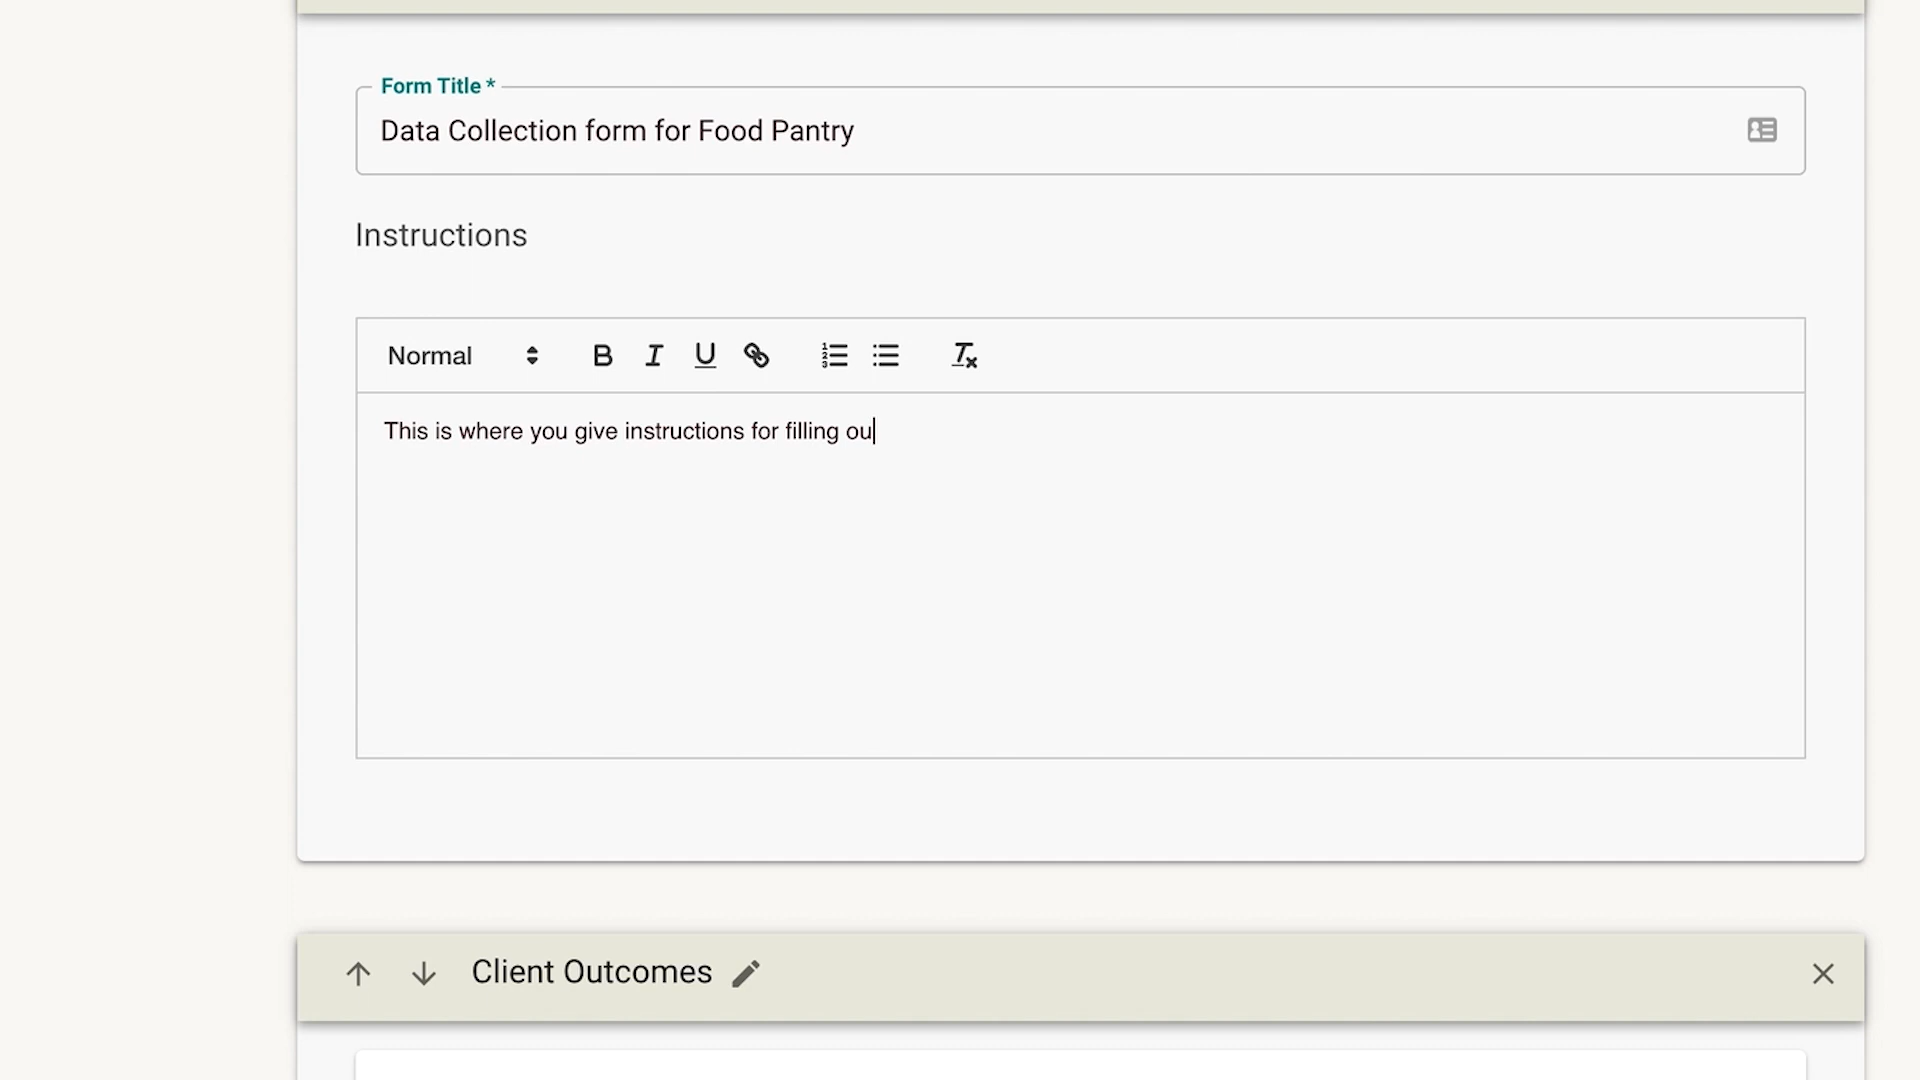 Form Title *
Data Collection form for Food Pantry
Instructions
Normal
This is where you give instructions for filling ou
Client Outcomes